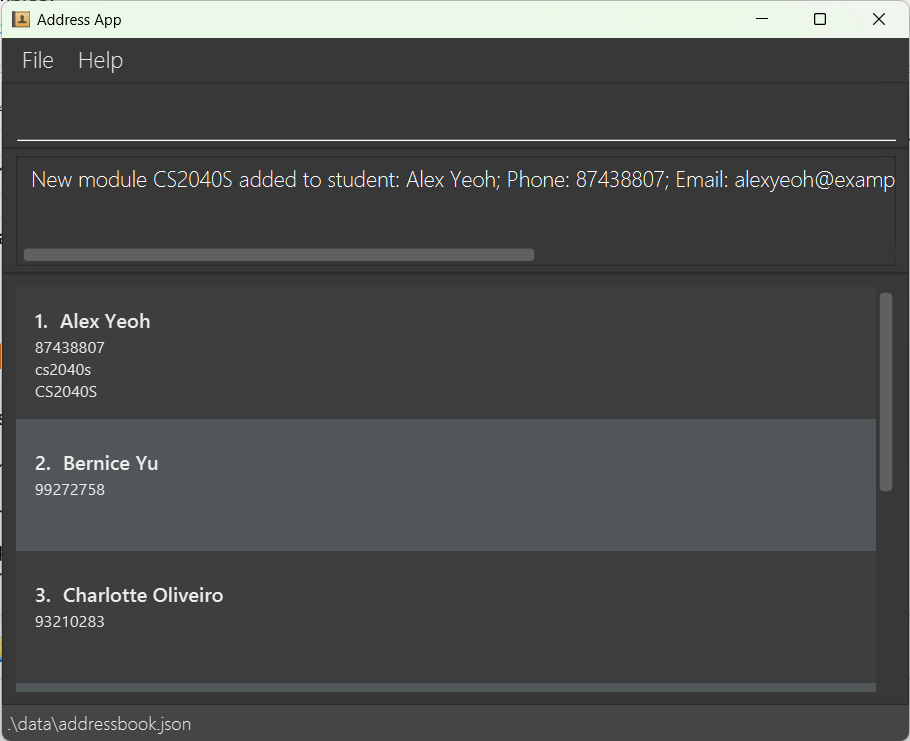 Address App
File Help
New module CS2040S added to student: Alex Yeoh; Phone: 87438807; Email: alexyeoh@examp
1. Alex Yeoh
87438807
cs2040s
CS2040S
2. Bernice Yu
99272758
3. Charlotte Oliveiro
93210283
.\data\addressbook.json